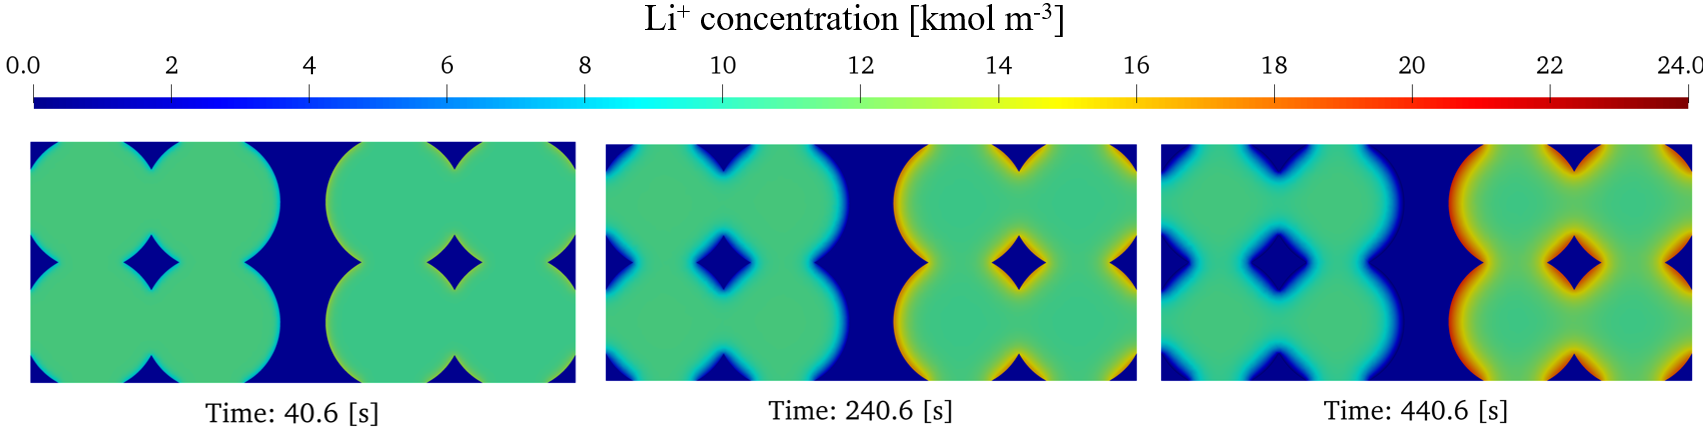 Li⁺ concentration [kmol m⁻³]
0.0 2 4 6 8 10 12 14 16 18 20 22 24.0
Time: 40.6 [s] Time: 240.6 [s] Time: 440.6 [s]